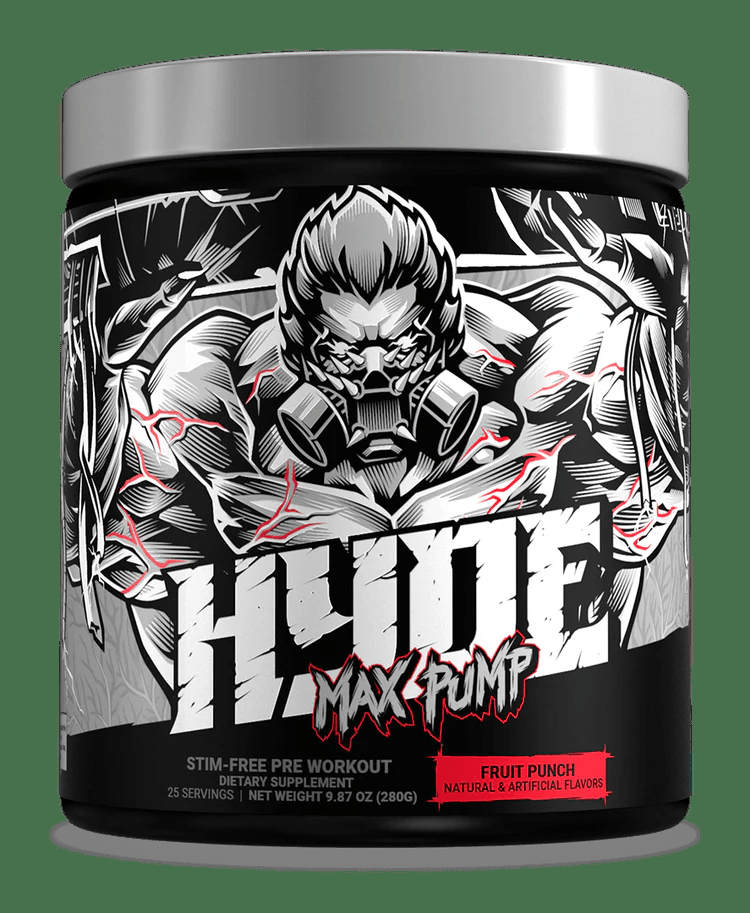 HYDE
MAX PUMP
STIM-FREE PRE WORKOUT
DIETARY SUPPLEMENT
25 SERVINGS | NET WEIGHT 9.87 OZ (280G)
FRUIT PUNCH
NATURAL & ARTIFICIAL FLAVORS